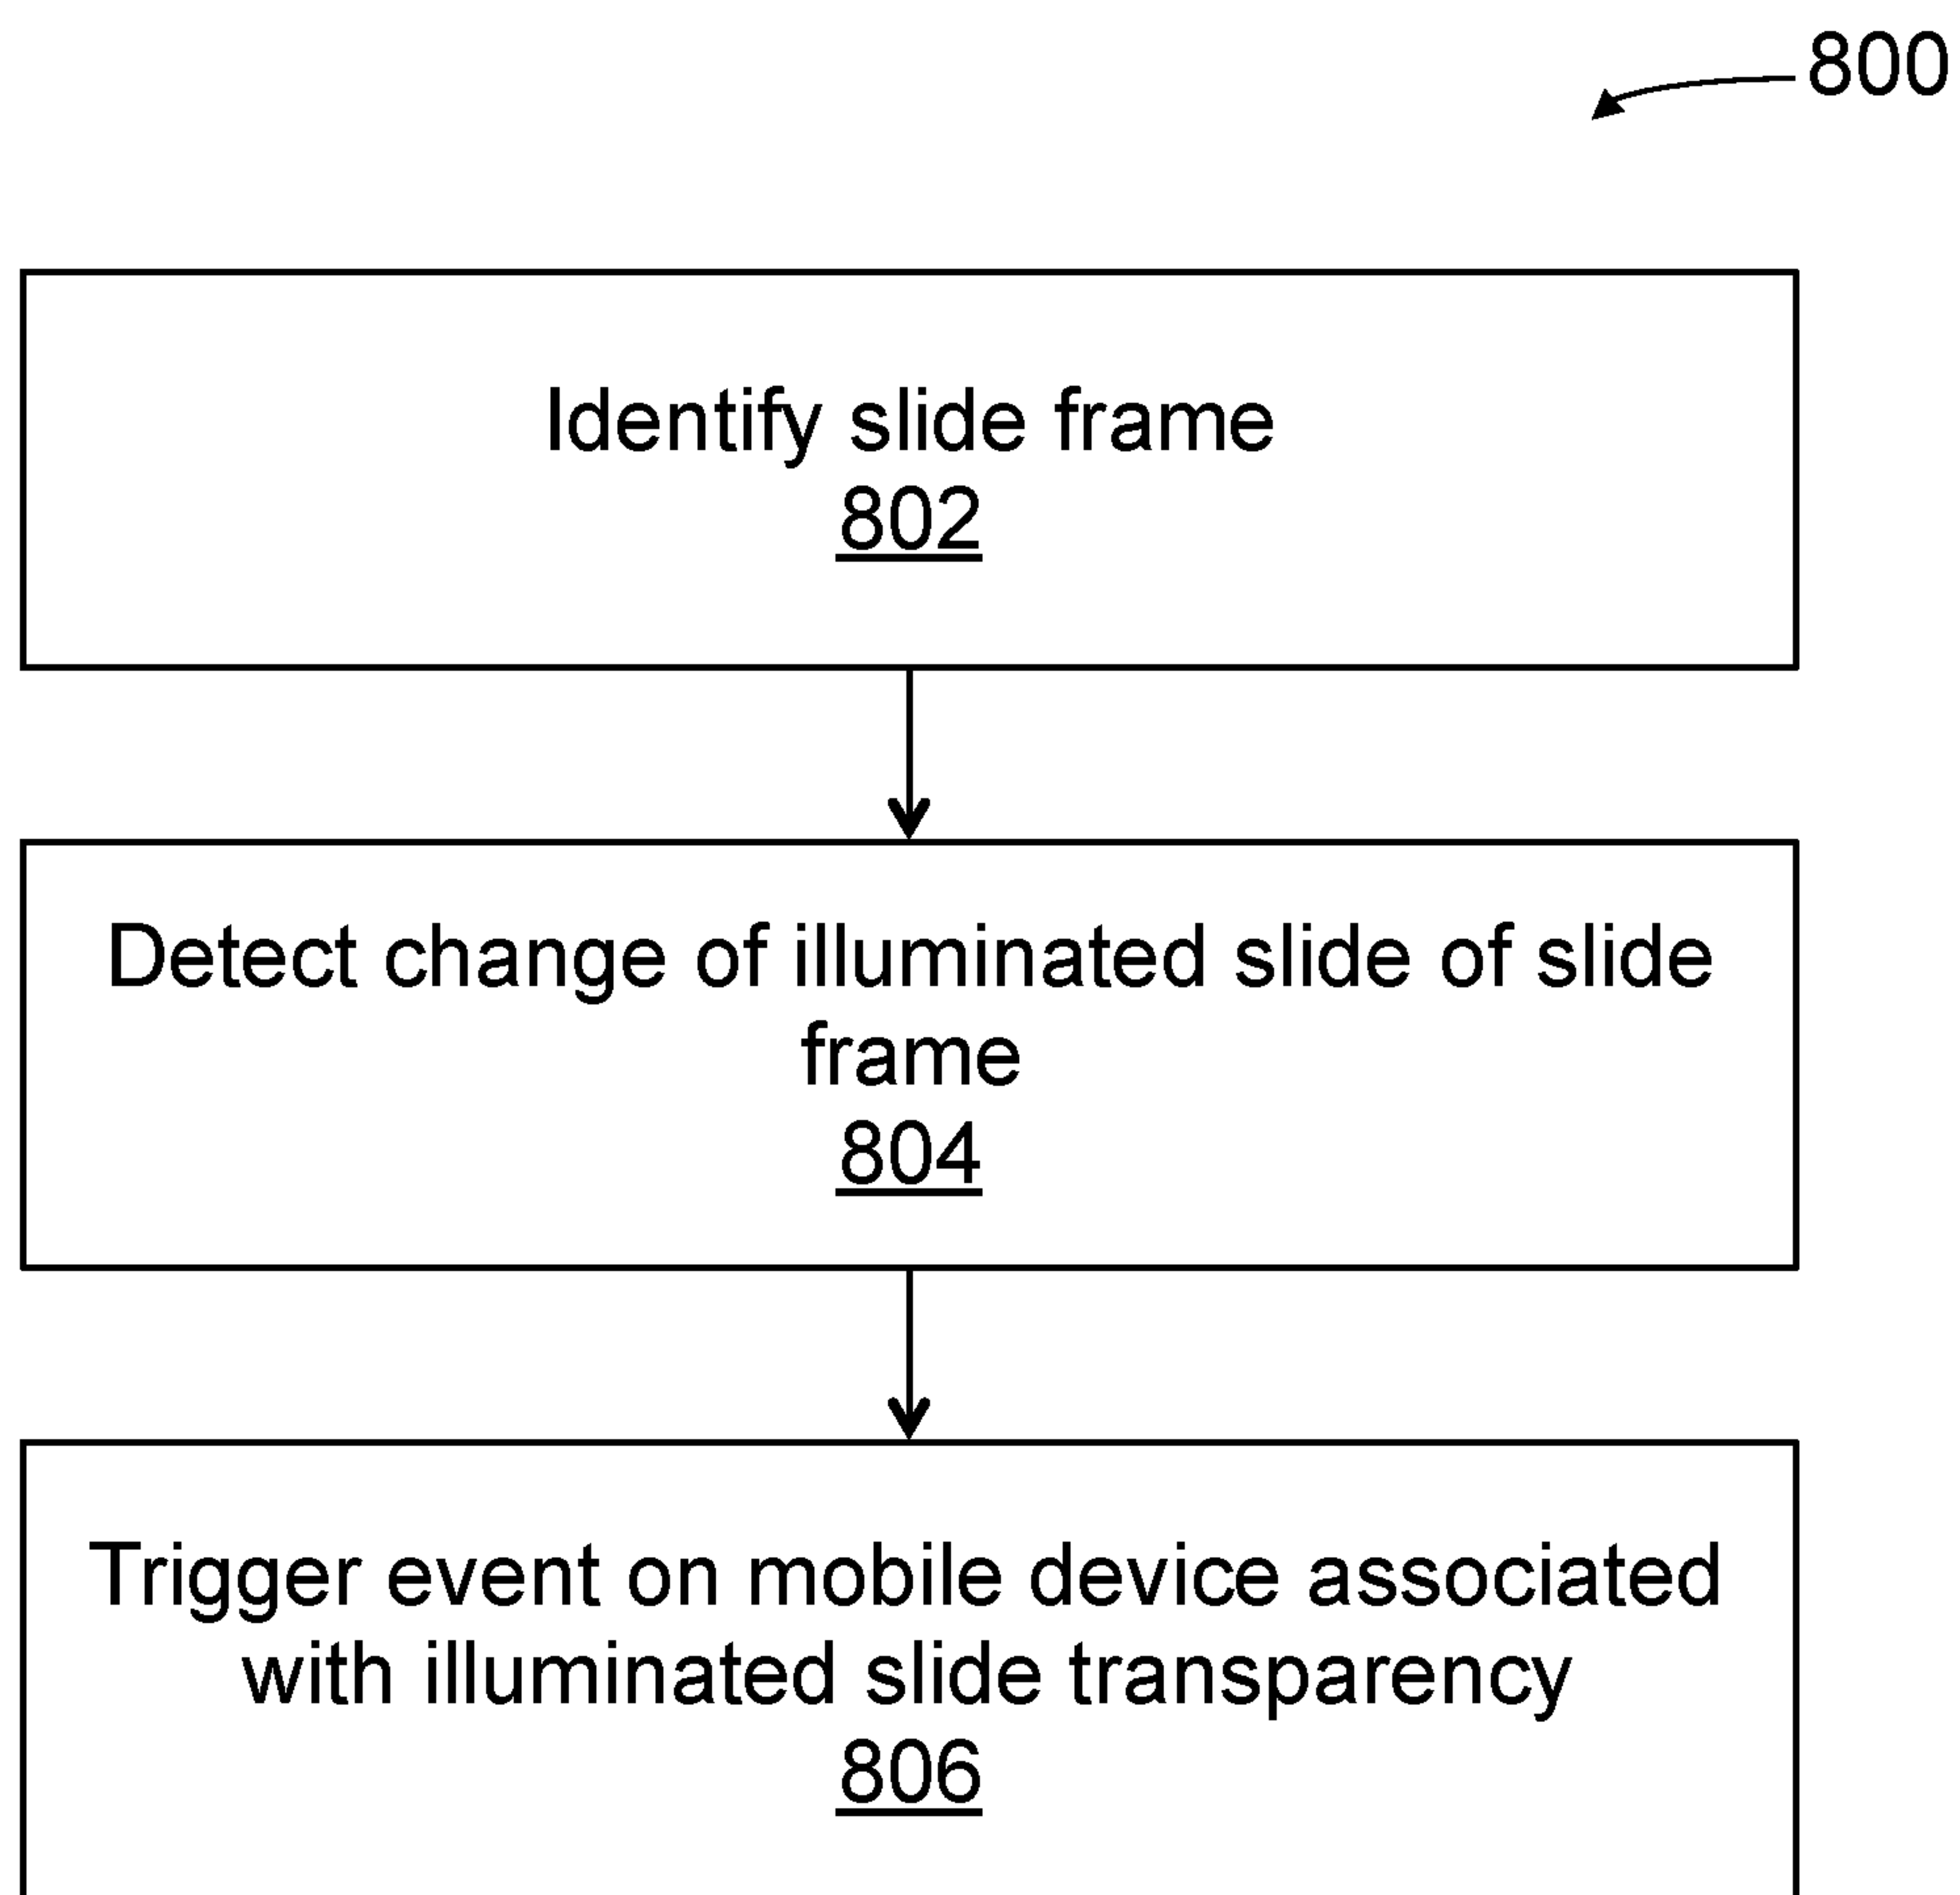 800
Identify slide frame
802
Detect change of illuminated slide of slide
frame
804
Trigger event on mobile device associated
with illuminated slide transparency
806